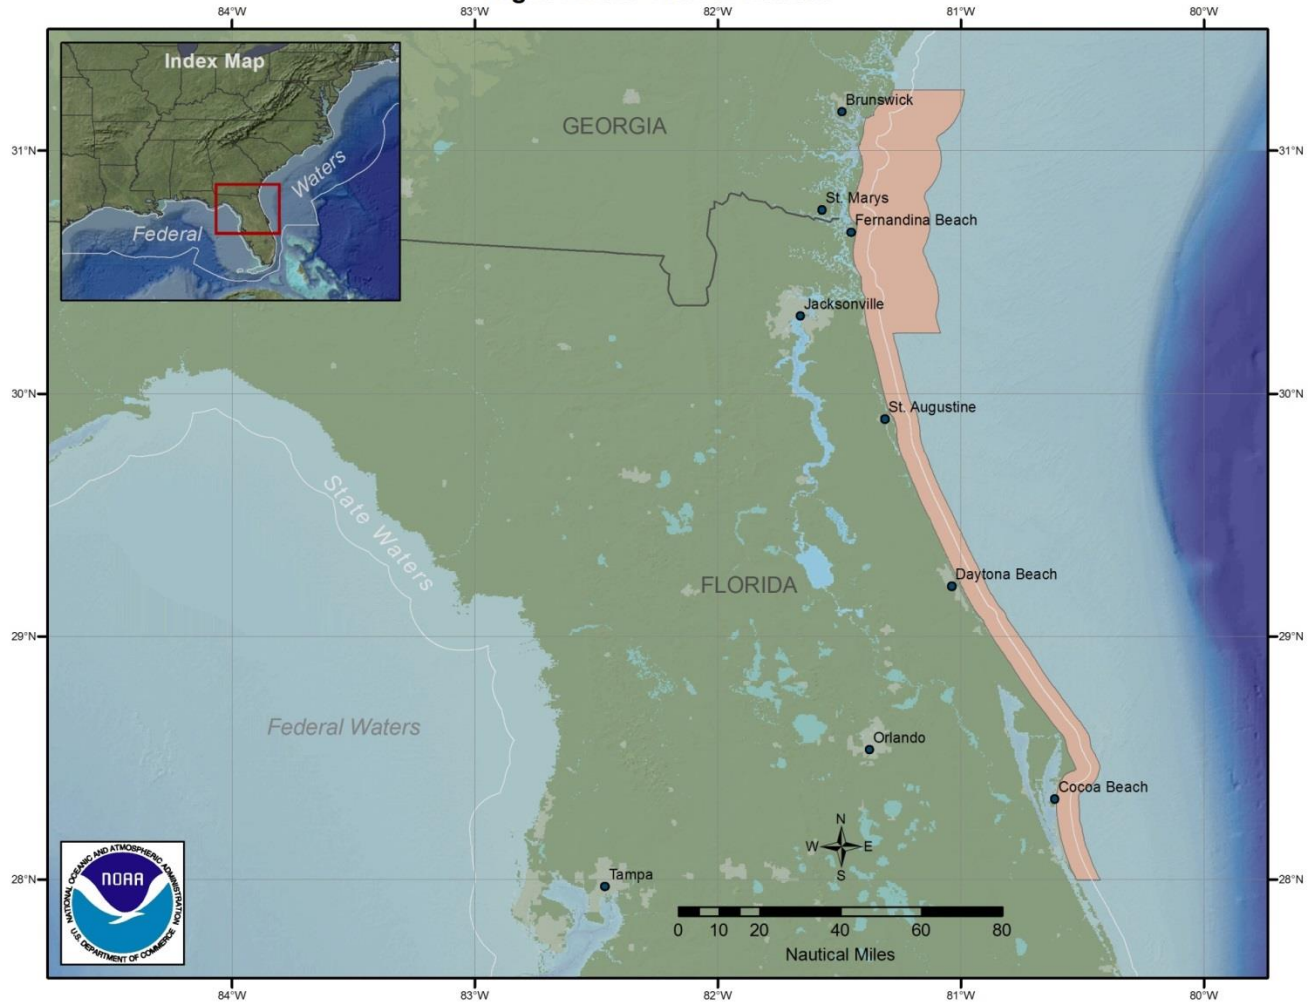 84°W 83°W 82°W 81°W 80°W
Index Map
Waters
Federal
Brunswick
GEORGIA
31°N 31°N
St. Marys
Fernandina Beach
Jacksonville
30°N 30°N
St. Augustine
State Waters
Daytona Beach
FLORIDA
29°N 29°N
Federal Waters
Orlando
Cocoa Beach
N
W E
S
28°N 28°N
Tampa
NATIONAL OCEANIC AND ATMOSPHERIC ADMINISTRATION
NOAA
U.S. DEPARTMENT OF COMMERCE
0 10 20 40 60 80
Nautical Miles
84°W 83°W 82°W 81°W 80°W